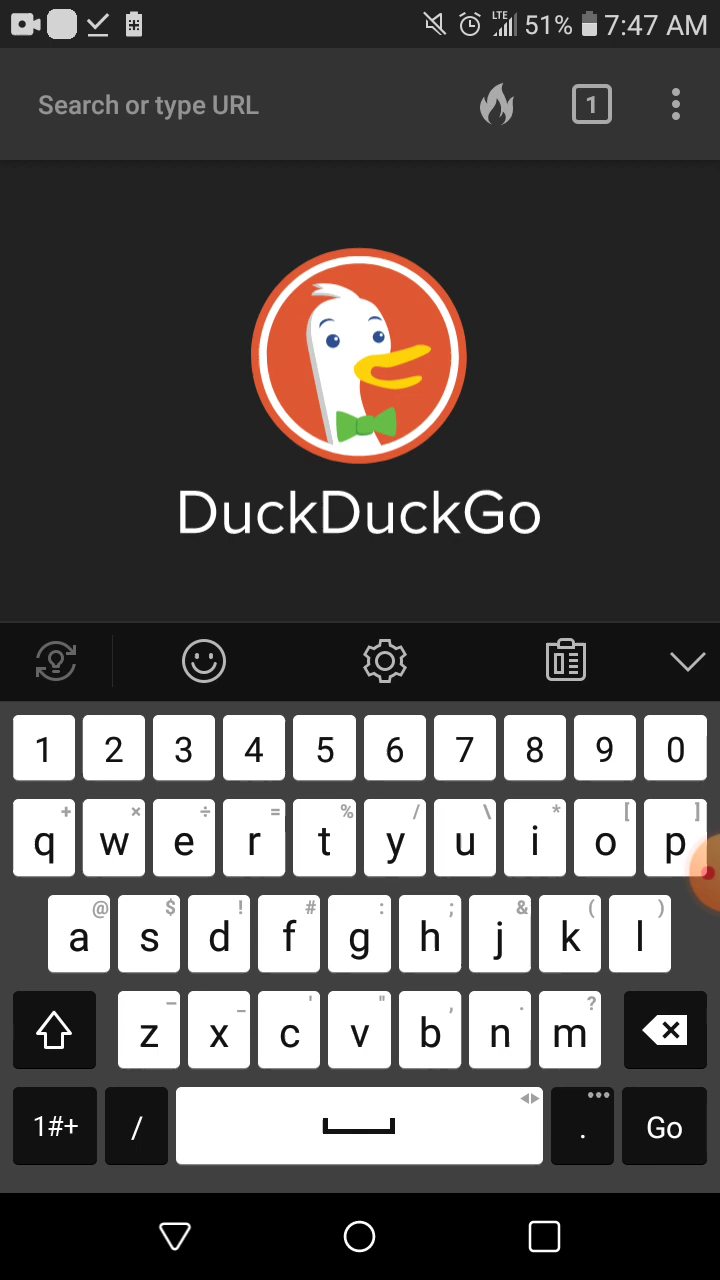 LTE 51% 7:47 AM
Search or type URL 1
DuckDuckGo
1 2 3 4 5 6 7 8 9 0
+ × ÷ = % / \ * [ ]
q w e r t y u i o p
@ $ ! # : ; & ( )
a s d f g h j k l
– _ ' " , . ?
z x c v b n m
1#+ / . Go